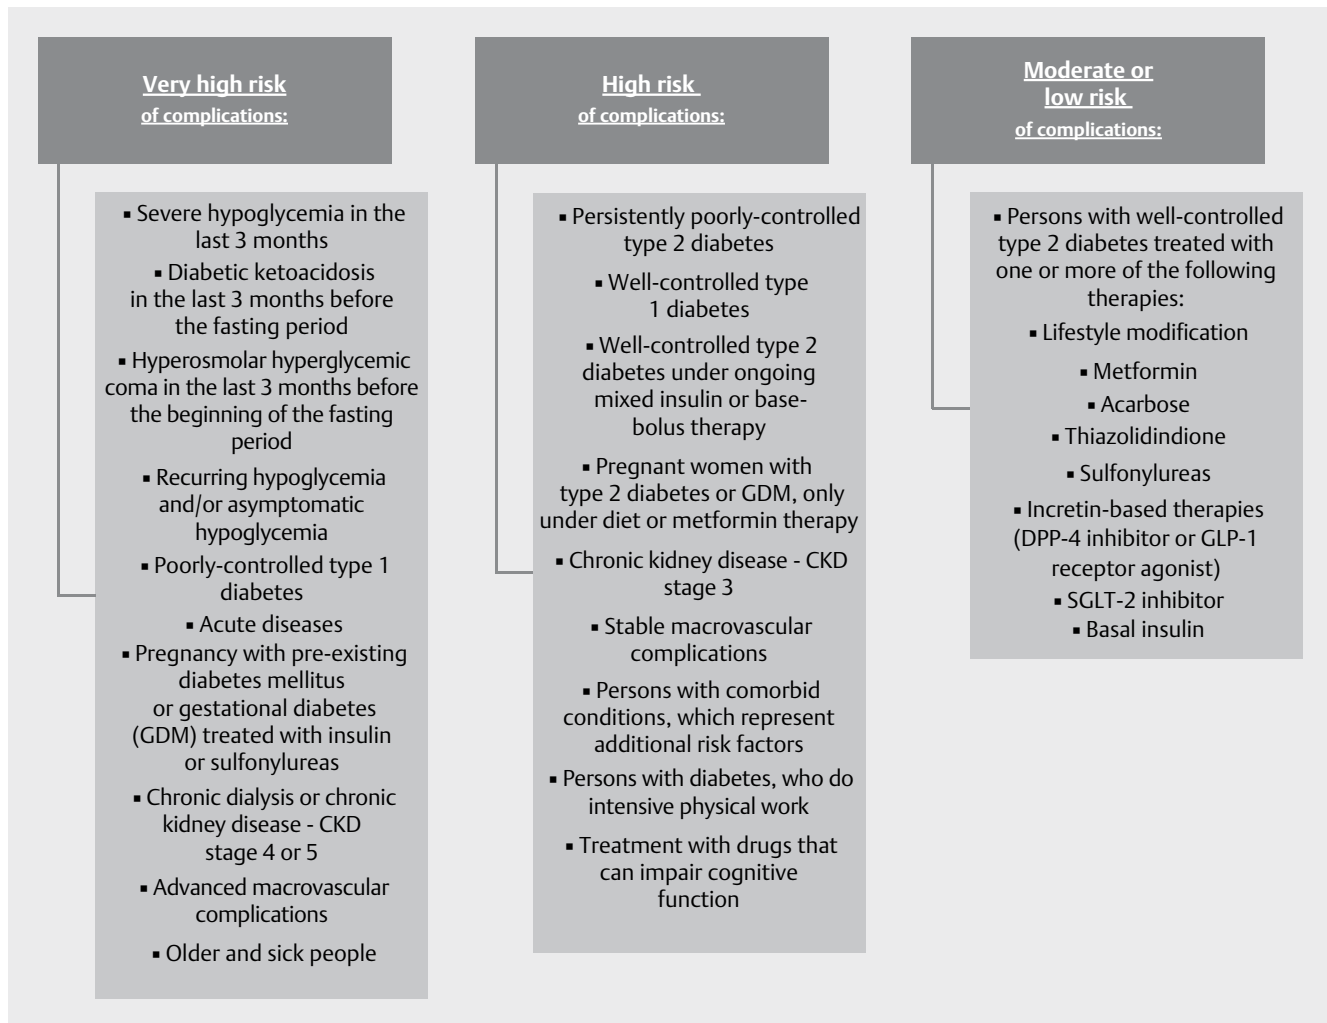 Very high risk
of complications:
▪ Severe hypoglycemia in the
last 3 months
▪ Diabetic ketoacidosis
in the last 3 months before
the fasting period
▪ Hyperosmolar hyperglycemic
coma in the last 3 months before
the beginning of the fasting
period
▪ Recurring hypoglycemia
and/or asymptomatic
hypoglycemia
▪ Poorly-controlled type 1
diabetes
▪ Acute diseases
▪ Pregnancy with pre-existing
diabetes mellitus
or gestational diabetes
(GDM) treated with insulin
or sulfonylureas
▪ Chronic dialysis or chronic
kidney disease - CKD
stage 4 or 5
▪ Advanced macrovascular
complications
▪ Older and sick people
High risk
of complications:
▪ Persistently poorly-controlled
type 2 diabetes
▪ Well-controlled type
1 diabetes
▪ Well-controlled type 2
diabetes under ongoing
mixed insulin or base-
bolus therapy
▪ Pregnant women with
type 2 diabetes or GDM, only
under diet or metformin therapy
▪ Chronic kidney disease - CKD
stage 3
▪ Stable macrovascular
complications
▪ Persons with comorbid
conditions, which represent
additional risk factors
▪ Persons with diabetes, who do
intensive physical work
▪ Treatment with drugs that
can impair cognitive
function
Moderate or
low risk
of complications:
▪ Persons with well-controlled
type 2 diabetes treated with
one or more of the following
therapies:
▪ Lifestyle modification
▪ Metformin
▪ Acarbose
▪ Thiazolidindione
▪ Sulfonylureas
▪ Incretin-based therapies
(DPP-4 inhibitor or GLP-1
receptor agonist)
▪ SGLT-2 inhibitor
▪ Basal insulin